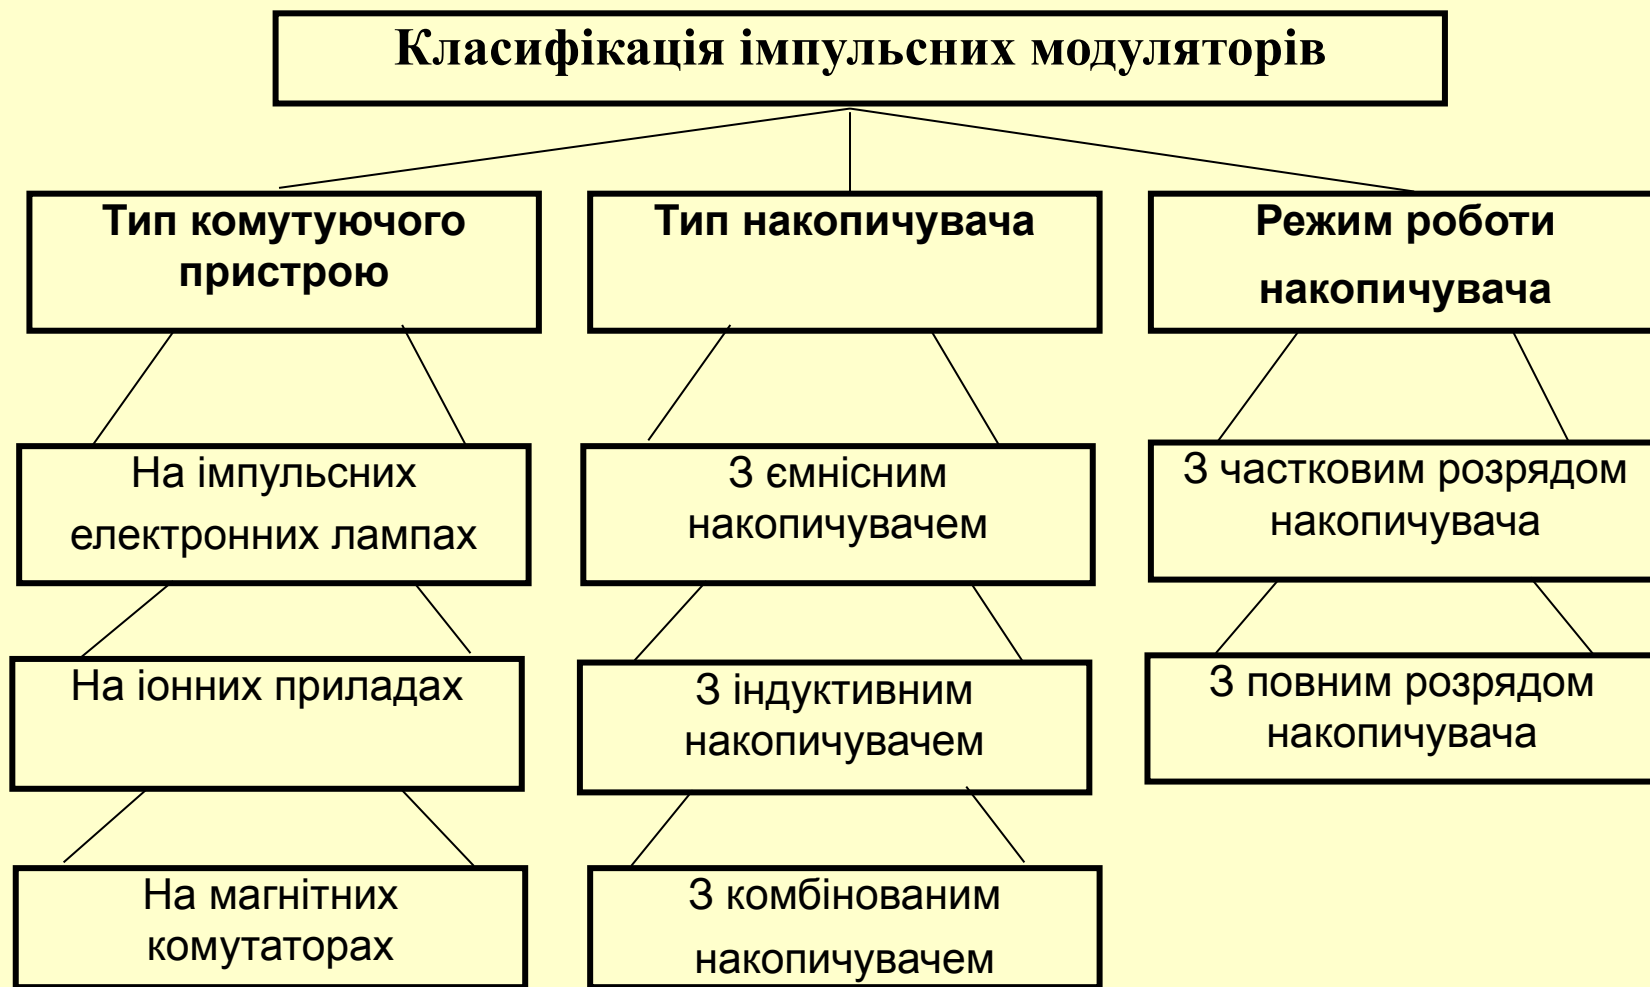 Класифікація імпульсних модуляторів
Тип комутуючого
пристрою
Тип накопичувача
Режим роботи
накопичувача
На імпульсних
електронних лампах
З ємнісним
накопичувачем
З частковим розрядом
накопичувача
На іонних приладах
З індуктивним
накопичувачем
З повним розрядом
накопичувача
На магнітних
комутаторах
З комбінованим
накопичувачем